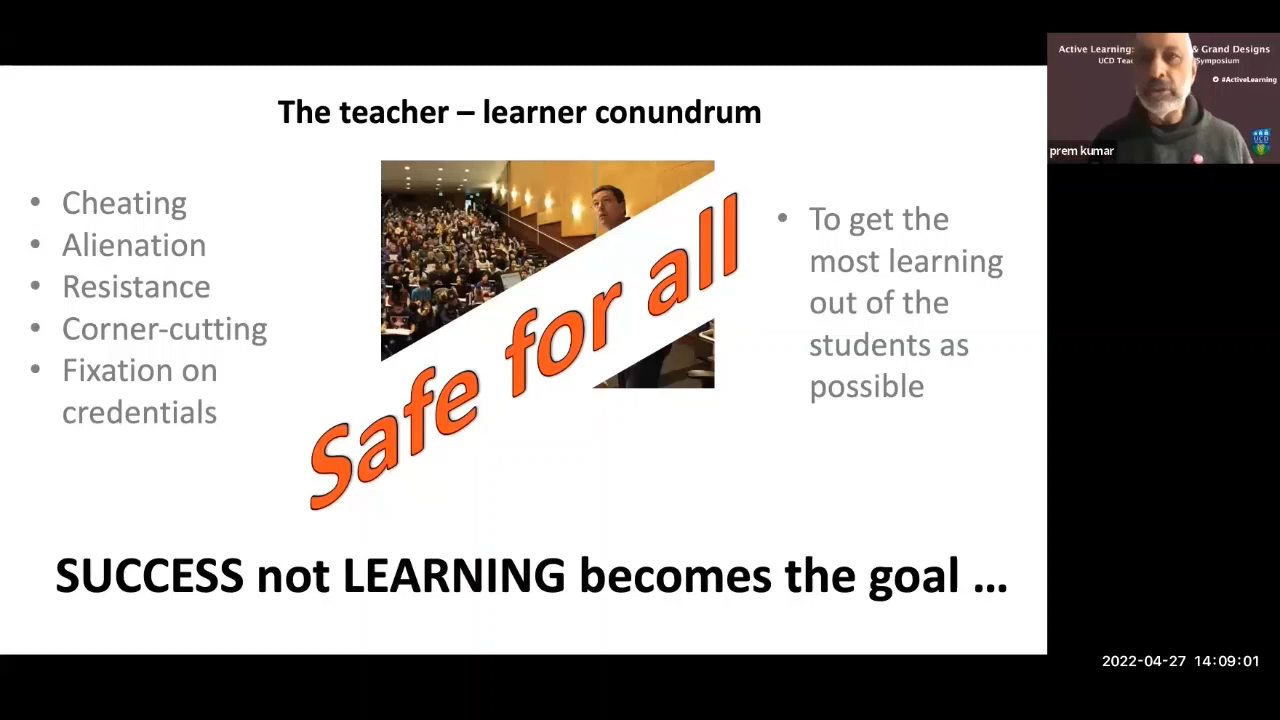 The teacher – learner conundrum
• Cheating
• Alienation
• Resistance
• Corner-cutting
• Fixation on
credentials
Safe for all
• To get the
most learning
out of the
students as
possible
SUCCESS not LEARNING becomes the goal ...
Active Learning: & Grand Designs
UCD Symposium
#ActiveLearning
UCD
prem kumar
2022-04-27 14:09:01